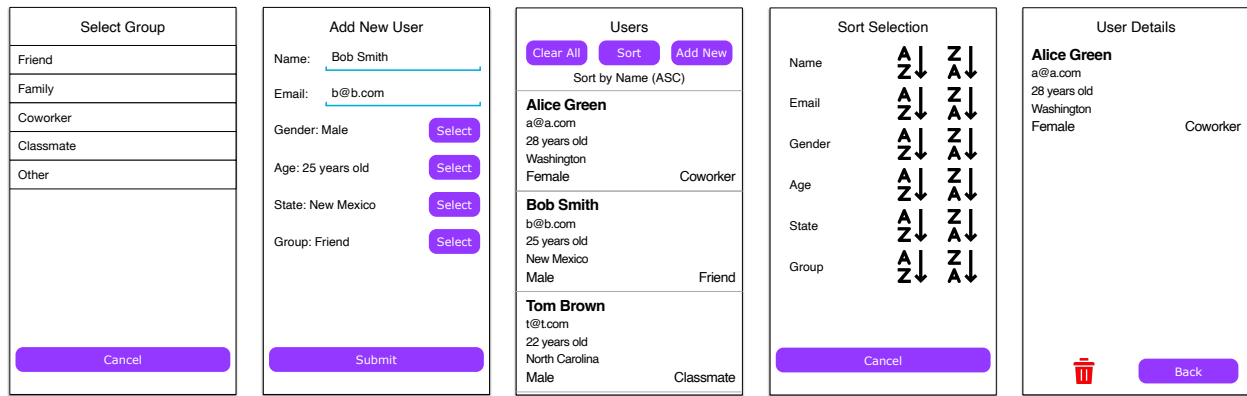 Select Group
Friend
Family
Coworker
Classmate
Other
Cancel
Add New User
Name: Bob Smith
Email: b@b.com
Gender: Male Select
Age: 25 years old Select
State: New Mexico Select
Group: Friend Select
Submit
Users
Clear All Sort Add New
Sort by Name (ASC)
Alice Green
a@a.com
28 years old
Washington
Female Coworker
Bob Smith
b@b.com
25 years old
New Mexico
Male Friend
Tom Brown
t@t.com
22 years old
North Carolina
Male Classmate
Sort Selection
Name A Z Z A
Email A Z Z A
Gender A Z Z A
Age A Z Z A
State A Z Z A
Group A Z Z A
Cancel
User Details
Alice Green
a@a.com
28 years old
Washington
Female Coworker
Back